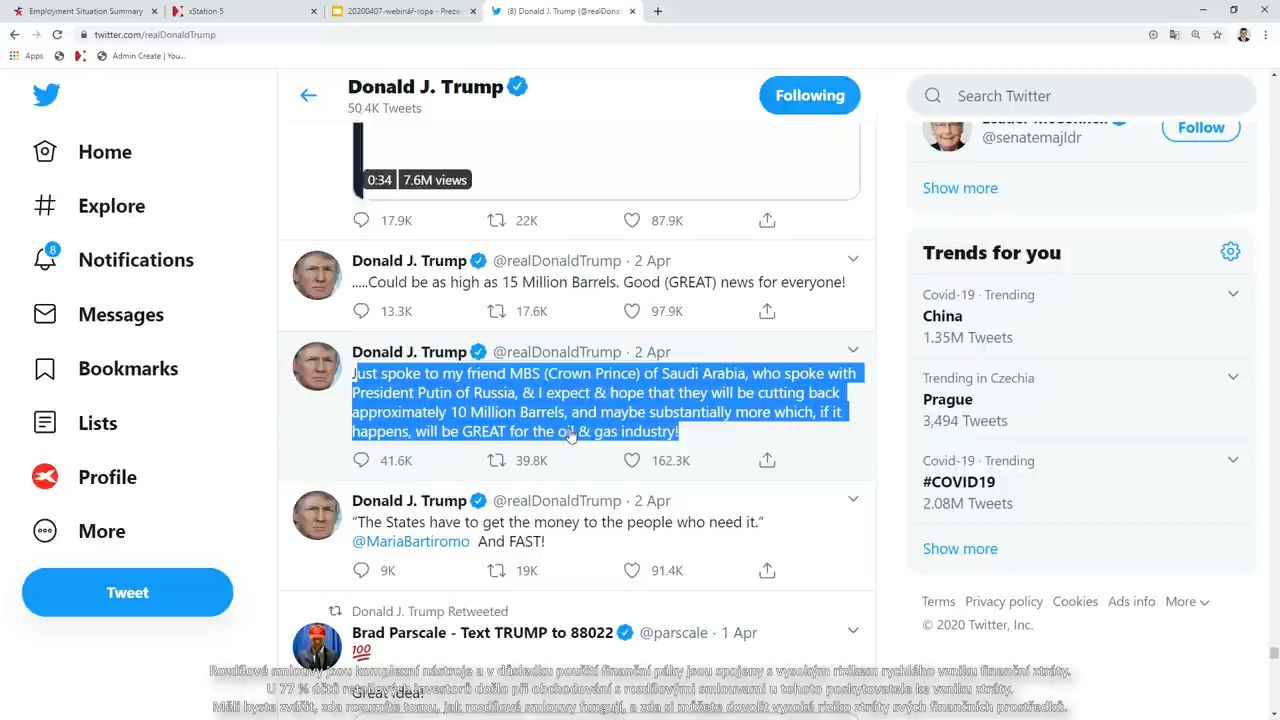 Employment Situation Summary
xStation 5
20200407-webinář-ropa - Preze
(8) Donald J. Trump (@realDona
twitter.com/realDonaldTrump
Apps
Admin Create | You...
Home
Explore
8
Notifications
Messages
Bookmarks
Lists
Profile
More
Tweet
Donald J. Trump
50.4K Tweets
Following
0:34 7.6M views
17.9K 22K 87.9K
Donald J. Trump @realDonaldTrump · 2 Apr
.....Could be as high as 15 Million Barrels. Good (GREAT) news for everyone!
13.3K 17.6K 97.9K
Donald J. Trump @realDonaldTrump · 2 Apr
Just spoke to my friend MBS (Crown Prince) of Saudi Arabia, who spoke with
President Putin of Russia, & I expect & hope that they will be cutting back
approximately 10 Million Barrels, and maybe substantially more which, if it
happens, will be GREAT for the oil & gas industry!
41.6K 39.8K 162.3K
Donald J. Trump @realDonaldTrump · 2 Apr
“The States have to get the money to the people who need it.”
@MariaBartiromo And FAST!
9K 19K 91.4K
Donald J. Trump Retweeted
Brad Parscale - Text TRUMP to 88022 @parscale · 1 Apr
💯
Great idea!
Search Twitter
Leader McConnell
@senatemajldr
Follow
Show more
Trends for you
Covid-19 · Trending
China
1.35M Tweets
Trending in Czechia
Prague
3,494 Tweets
Covid-19 · Trending
#COVID19
2.08M Tweets
Show more
Terms Privacy policy Cookies Ads info More
© 2020 Twitter, Inc.
Rozdílové smlouvy jsou komplexní nástroje a v důsledku použití finanční páky jsou spojeny s vysokým rizikem rychlého vzniku finanční ztráty.
U 77 % účtů retailových investorů došlo při obchodování s rozdílovými smlouvami u tohoto poskytovatele ke vzniku ztráty.
Měli byste zvážit, zda rozumíte tomu, jak rozdílové smlouvy fungují, a zda si můžete dovolit vysoké riziko ztráty svých finančních prostředků.